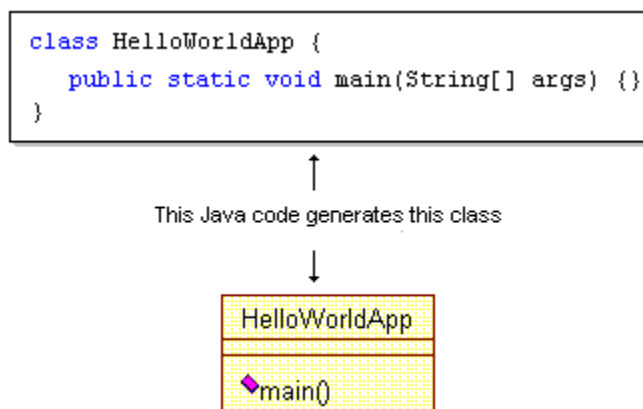 class HelloWorldApp {
public static void main(String[] args) {}
}
This Java code generates this class
HelloWorldApp
main()